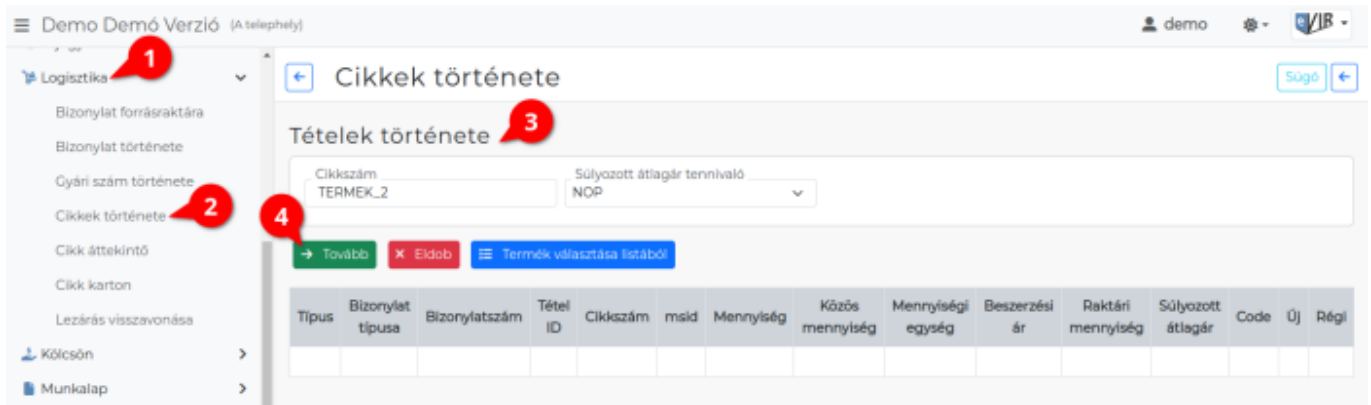 Demo Demó Verzió (A telephely)
demo
eVIR
1
Logisztika
Bizonylat forrásraktára
Bizonylat története
Gyári szám története
Cikkek története
2
Cikk áttekintő
Cikk karton
Lezárás visszavonása
Kölcsön
Munkalap
Cikkek története
Súgó
Tételek története
3
Cikkszám
TERMEK_2
Súlyozott átlagár tennivaló
NOP
4
Tovább
Eldob
Termék választása listából
Típus
Bizonylat
típusa
Bizonylatszám
Tétel
ID
Cikkszám
msid
Mennyiség
Közös
mennyiség
Mennyiségi
egység
Beszerzési
ár
Raktári
mennyiség
Súlyozott
átlagár
Code
Új
Régi